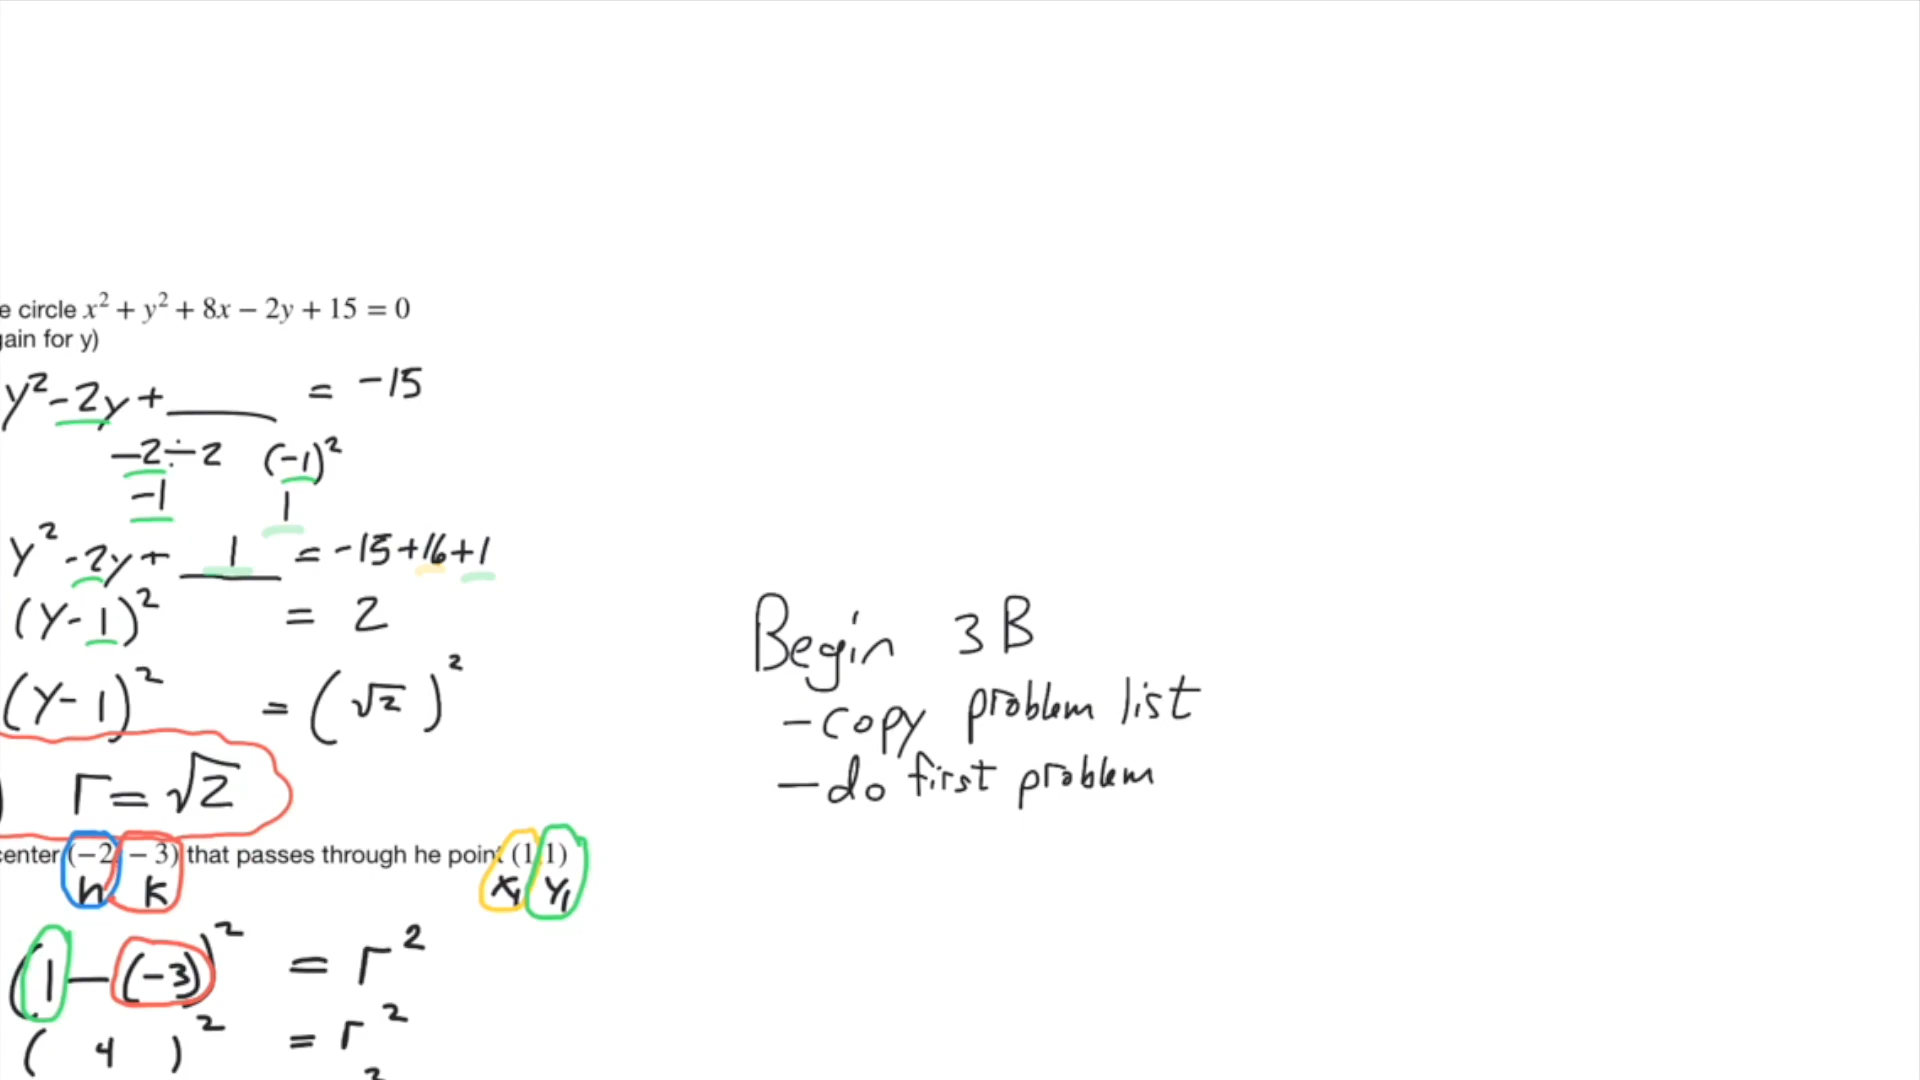 e circle x² + y² + 8x − 2y + 15 = 0
gain for y)
y² -2y + ____ = -15
-2 ÷ 2 (-1)²
-1 1
y² -2y + 1 = -15+16+1
(y-1)² = 2
(y-1)² = (√2)²
r = √2
center (−2, − 3) that passes through he point (1, 1)
h k x₁ y₁
(1-(-3))² = r²
( 4 )² = r²
2
Begin 3B
-copy problem list
-do first problem